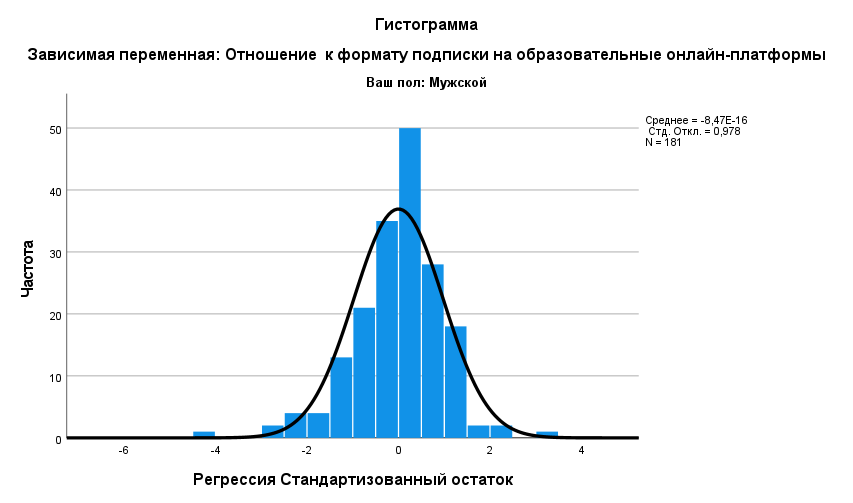 Гистограмма
Зависимая переменная: Отношение  к формату подписки на образовательные онлайн-платформы
Ваш пол: Мужской
Среднее = -8,47E-16
Стд. Откл. = 0,978
N = 181
50
40
30
20
10
0
Частота
-6 -4 -2 0 2 4
Регрессия Стандартизованный остаток